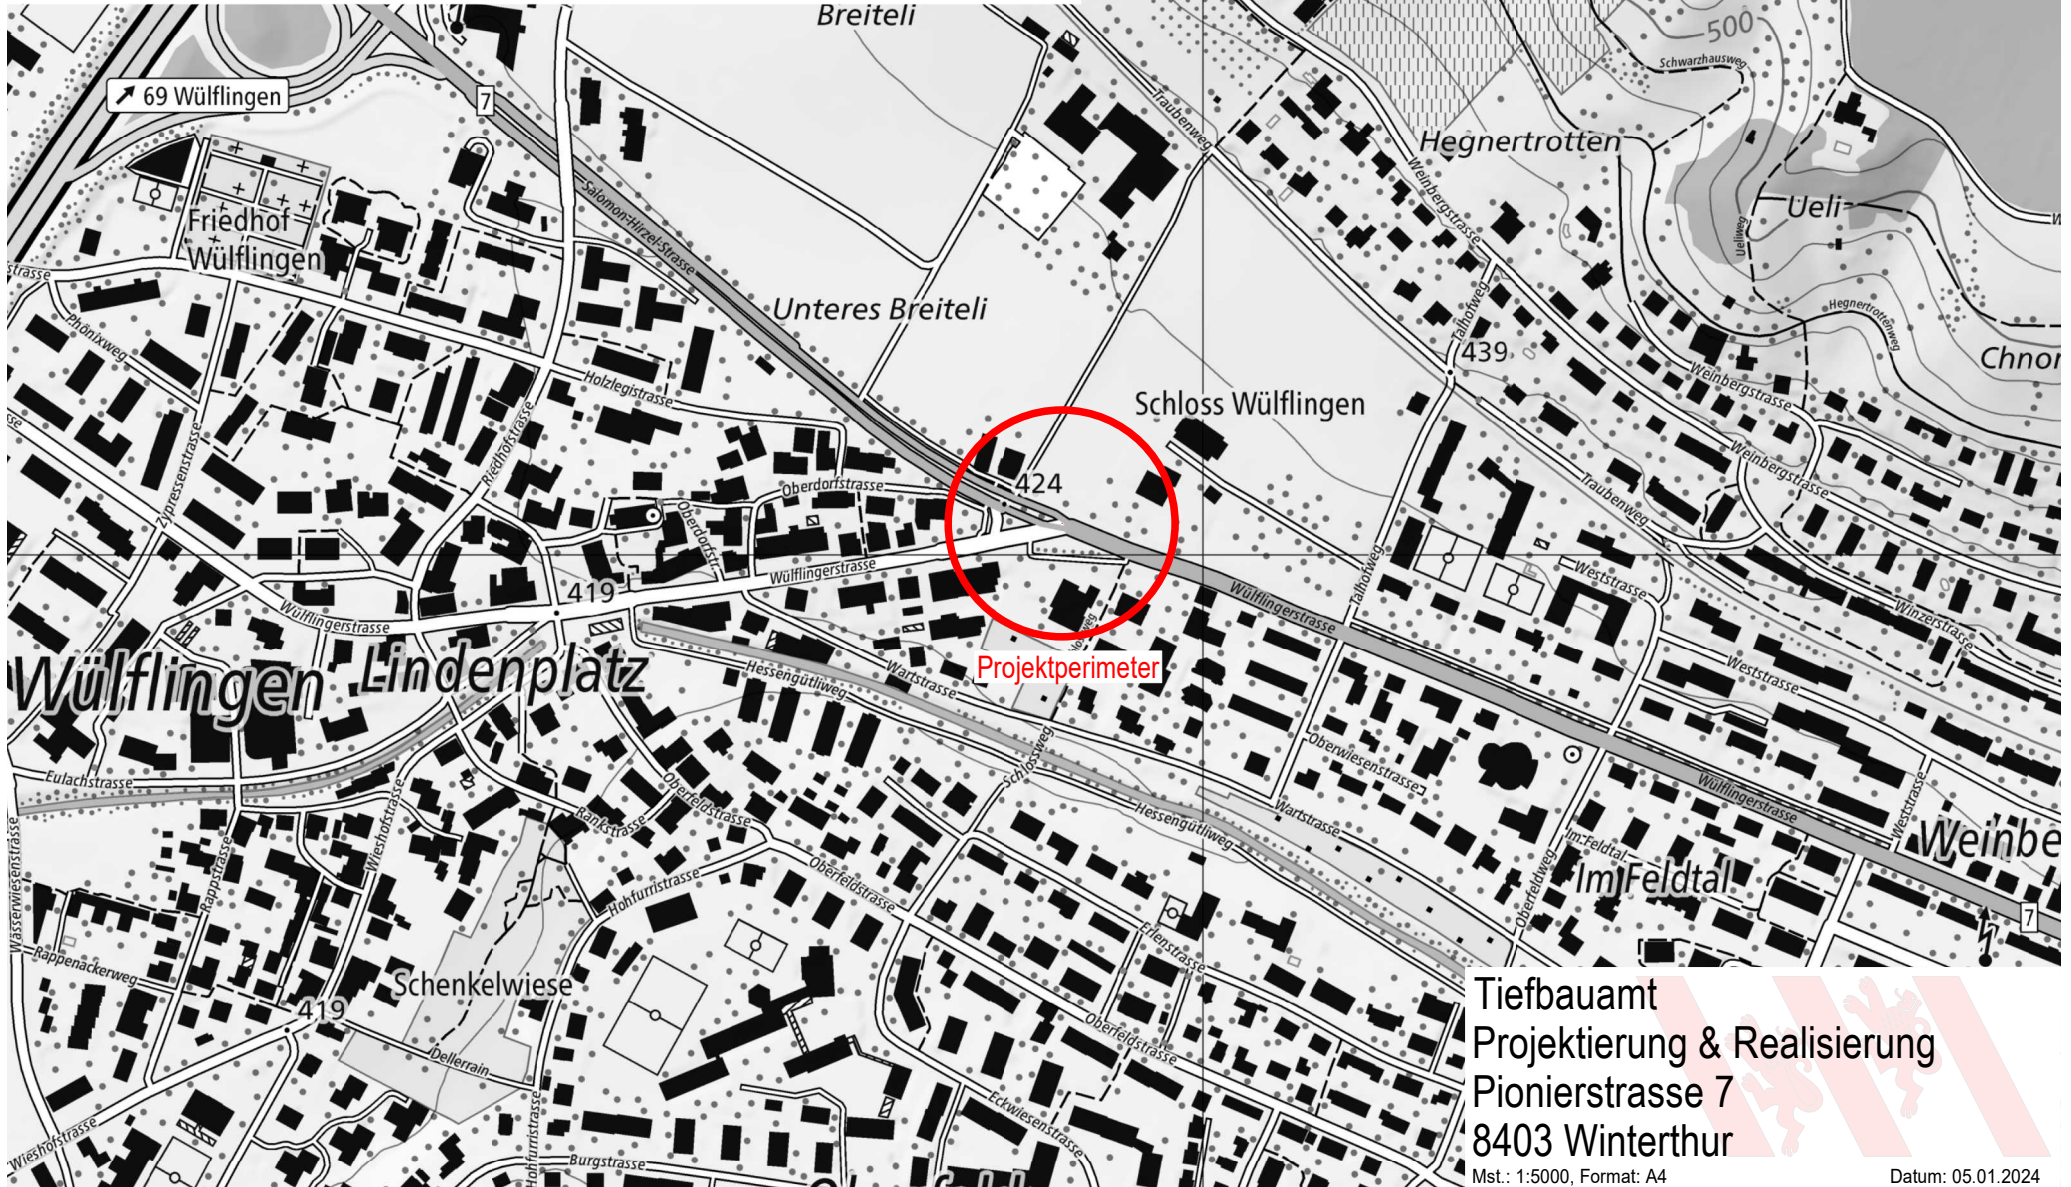 Breiteli
500
Schwarzhausweg
69 Wülflingen
7
Traubenweg
Hegnertrotten
Weinbergstrasse
Ueli
Ueliweg
Friedhof
Wülflingen
Salomon-Hirzel-Strasse
strasse
Unteres Breiteli
Talhofweg
Hegnertrottenweg
439
Phönixweg
Chnor
Weinbergstrasse
Holzlegistrasse
Schloss Wülflingen
Riedhofstrasse
Zypressenstrasse
Weinbergstrasse
424
Oberdorfstrasse
Traubenweg
Oberdorfstr.
Wülflingerstrasse
Talhofweg
Weststrasse
419
Wülflingerstrasse
Wülflingerstrasse
Winzerstrasse
Wülflingen
Lindenplatz
Hessengütliweg
Wartstrasse
Projektperimeter
Weststrasse
Schlossweg
Oberwiesenstrasse
Eulachstrasse
Wülflingerstrasse
Weststrasse
Oberfeldstrasse
Rankstrasse
Wieshofstrasse
Hessengütliweg
Wartstrasse
Wässerwiesenstrasse
Rappstrasse
Im Feldtal
Weinbe
Im Feldtal
Oberfeldweg
Hohfurristrasse
Oberfeldstrasse
7
Erlenstrasse
Rappenackerweg
Schenkelwiese
419
Oberfeldstrasse
Dellerrain
Hohfurristrasse
Eckwiesenstrasse
Wieshofstrasse
Burgstrasse
Tiefbauamt
Projektierung & Realisierung
Pionierstrasse 7
8403 Winterthur
Mst.: 1:5000, Format: A4
Datum: 05.01.2024